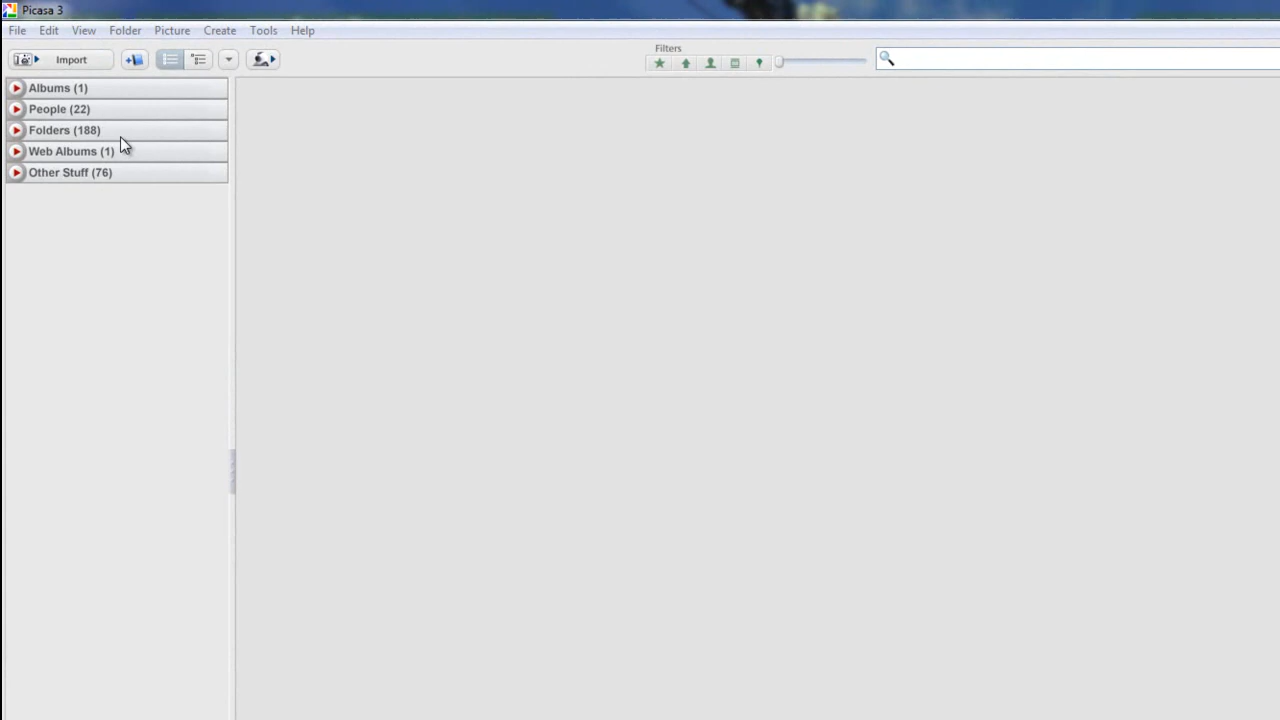 Picasa 3
File Edit View Folder Picture Create Tools Help
Import
Filters
Albums (1)
People (22)
Folders (188)
Web Albums (1)
Other Stuff (76)